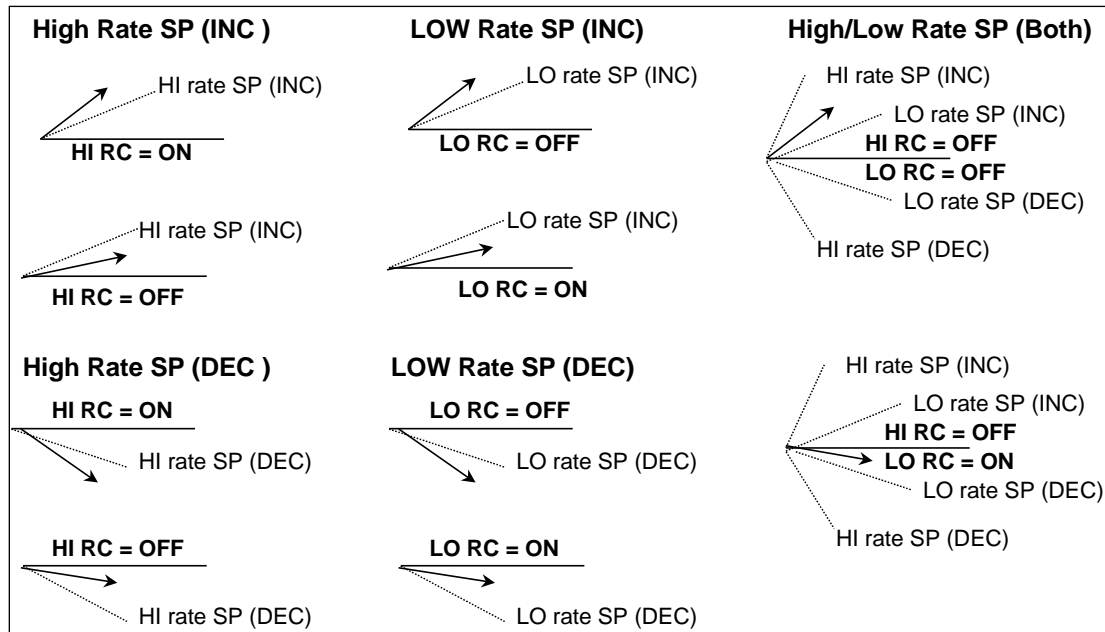 High Rate SP (INC )
HI rate SP (INC)
HI RC = ON
HI rate SP (INC)
HI RC = OFF
LOW Rate SP (INC)
LO rate SP (INC)
LO RC = OFF
LO rate SP (INC)
LO RC = ON
High/Low Rate SP (Both)
HI rate SP (INC)
LO rate SP (INC)
HI RC = OFF
LO RC = OFF
LO rate SP (DEC)
HI rate SP (DEC)
High Rate SP (DEC )
HI RC = ON
HI rate SP (DEC)
HI RC = OFF
HI rate SP (DEC)
LOW Rate SP (DEC)
LO RC = OFF
LO rate SP (DEC)
LO RC = ON
LO rate SP (DEC)
HI rate SP (INC)
LO rate SP (INC)
HI RC = OFF
LO RC = ON
LO rate SP (DEC)
HI rate SP (DEC)